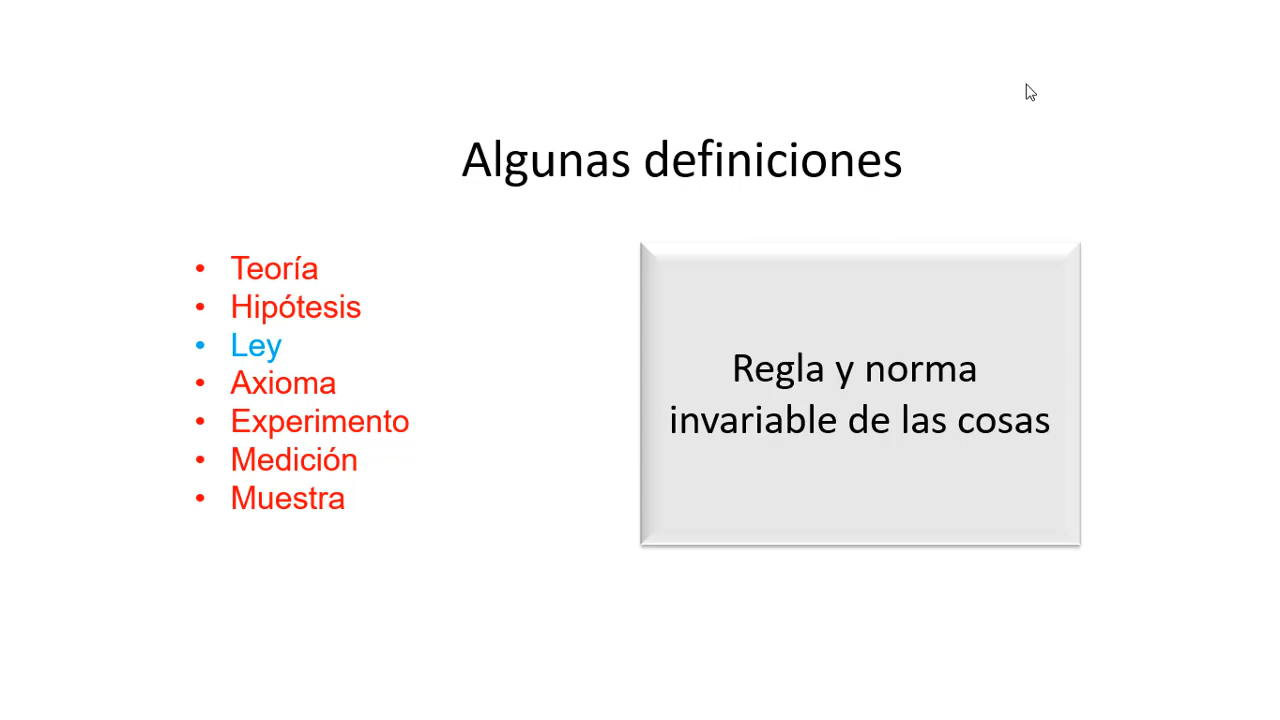 Algunas definiciones
• Teoría
• Hipótesis
• Ley
• Axioma
• Experimento
• Medición
• Muestra
Regla y norma
invariable de las cosas